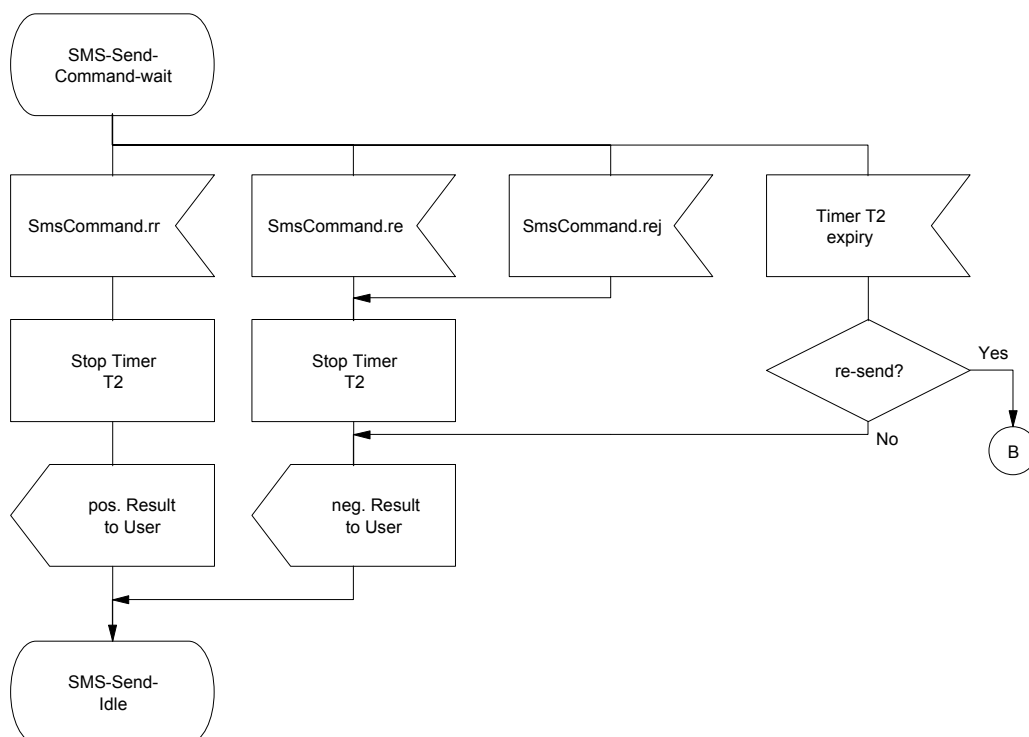 SMS-Send-
Command-wait
SmsCommand.rr
SmsCommand.re
SmsCommand.rej
Timer T2
expiry
Stop Timer
T2
Stop Timer
T2
re-send?
Yes
No
B
pos. Result
to User
neg. Result
to User
SMS-Send-
Idle